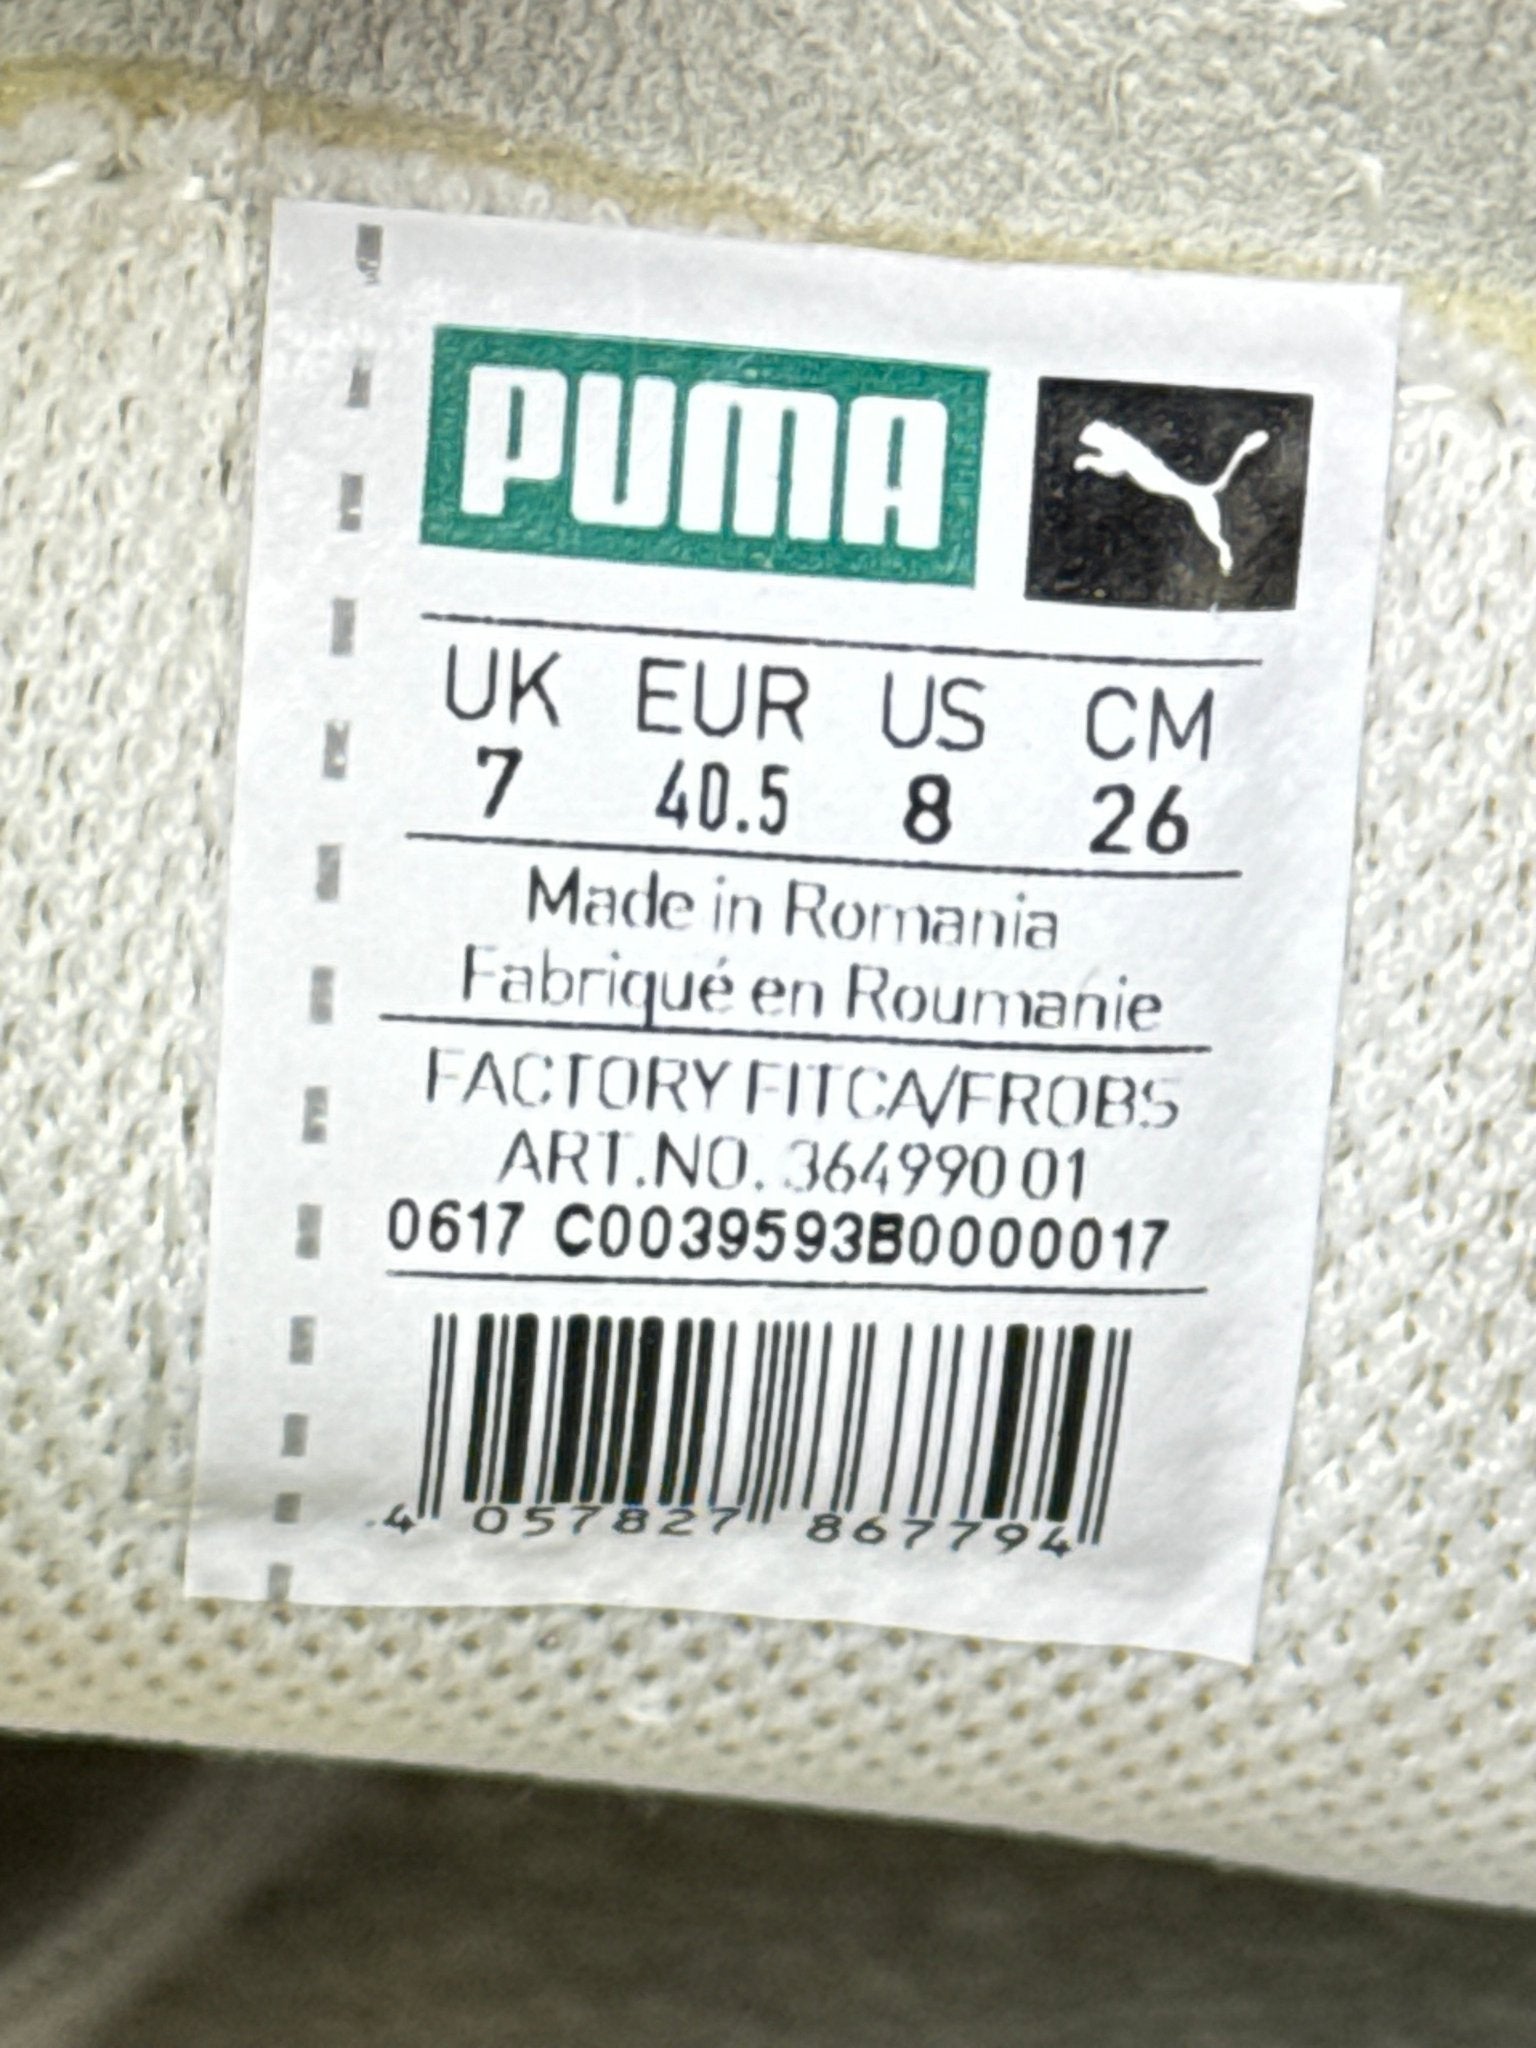 PUMA
UK EUR US CM
7 40.5 8 26
Made in Romania
Fabriqué en Roumanie
FACTORY FITCA/FROBS
ART.NO. 364990 01
0617 C0039593B0000017
4 057827 867794